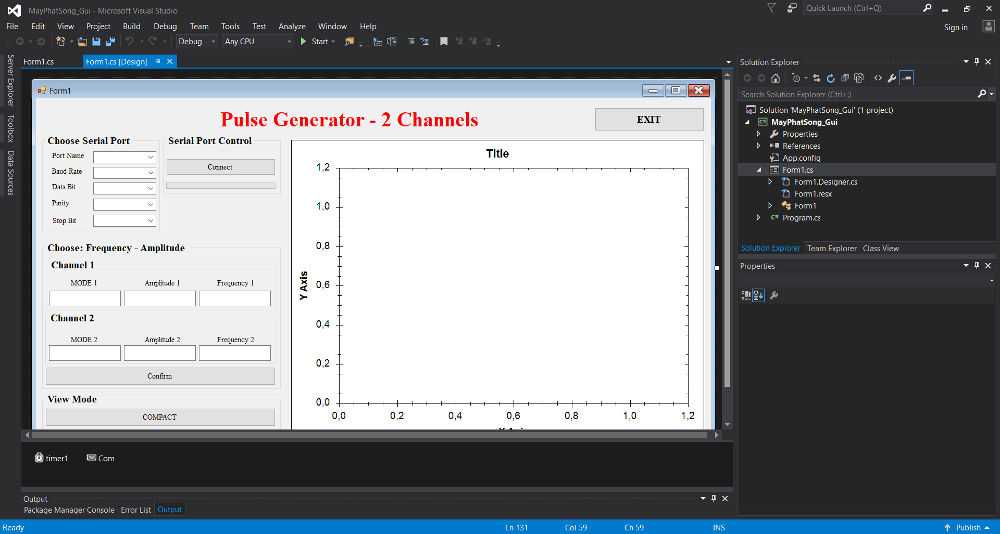 MayPhatSong_Gui - Microsoft Visual Studio
Quick Launch (Ctrl+Q)
File Edit View Project Build Debug Team Tools Test Analyze Window Help
Sign in
Debug Any CPU Start
Server Explorer
Toolbox
Data Sources
Form1.cs Form1.cs [Design]
Form1
Pulse Generator - 2 Channels
EXIT
Choose Serial Port
Port Name
Baud Rate
Data Bit
Parity
Stop Bit
Serial Port Control
Connect
Choose: Frequency - Amplitude
Channel 1
MODE 1 Amplitude 1 Frequency 1
Channel 2
MODE 2 Amplitude 2 Frequency 2
Confirm
View Mode
COMPACT
Title
Y Axis
1,2
1,0
0,8
0,6
0,4
0,2
0,0
0,0 0,2 0,4 0,6 0,8 1,0 1,2
X Axis
timer1 Com
Output
Package Manager Console Error List Output
Solution Explorer
Search Solution Explorer (Ctrl+;)
Solution 'MayPhatSong_Gui' (1 project)
C# MayPhatSong_Gui
Properties
References
App.config
Form1.cs
Form1.Designer.cs
Form1.resx
Form1
C# Program.cs
Solution Explorer Team Explorer Class View
Properties
Ready Ln 131 Col 59 Ch 59 INS Publish